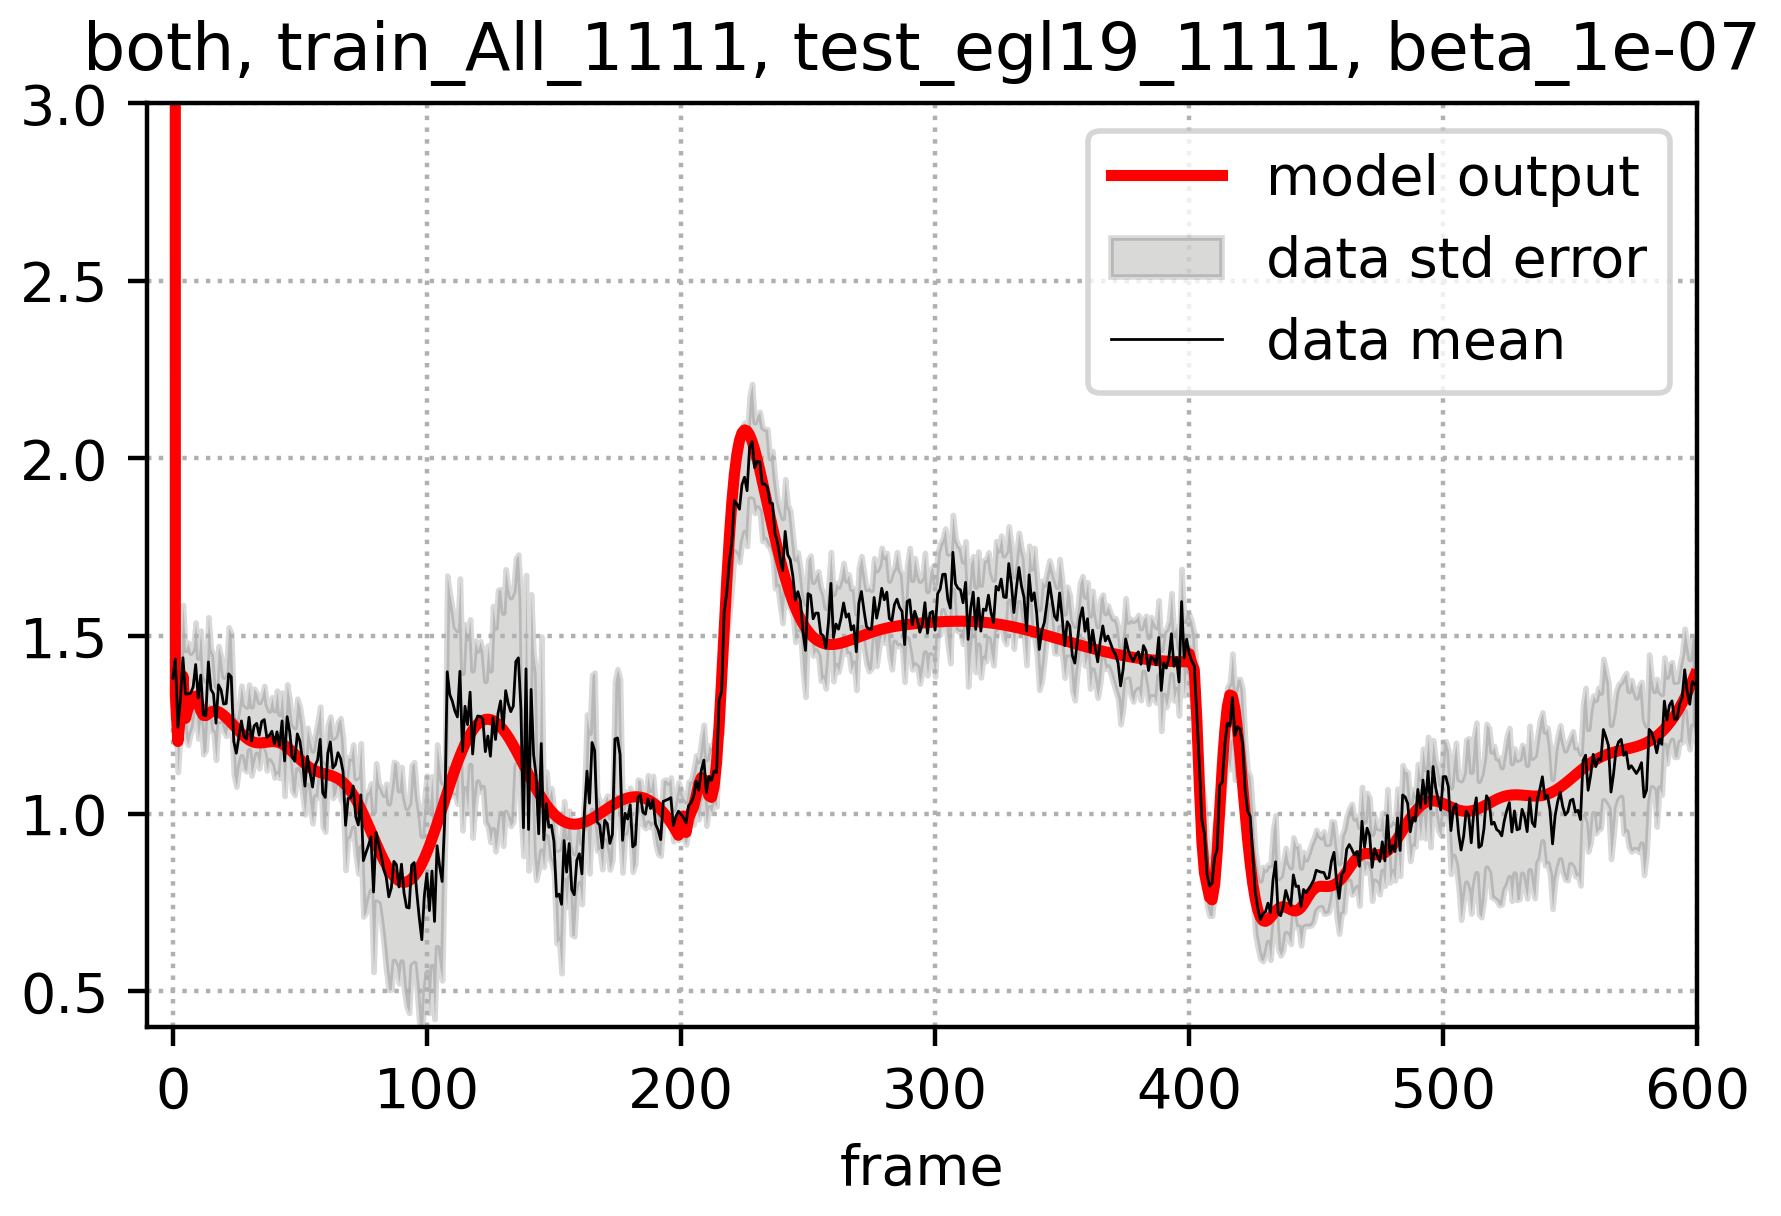 both, train_All_1111, test_egl19_1111, beta_1e-07
3.0
2.5
2.0
1.5
1.0
0.5
model output
data std error
data mean
0 100 200 300 400 500 600
frame